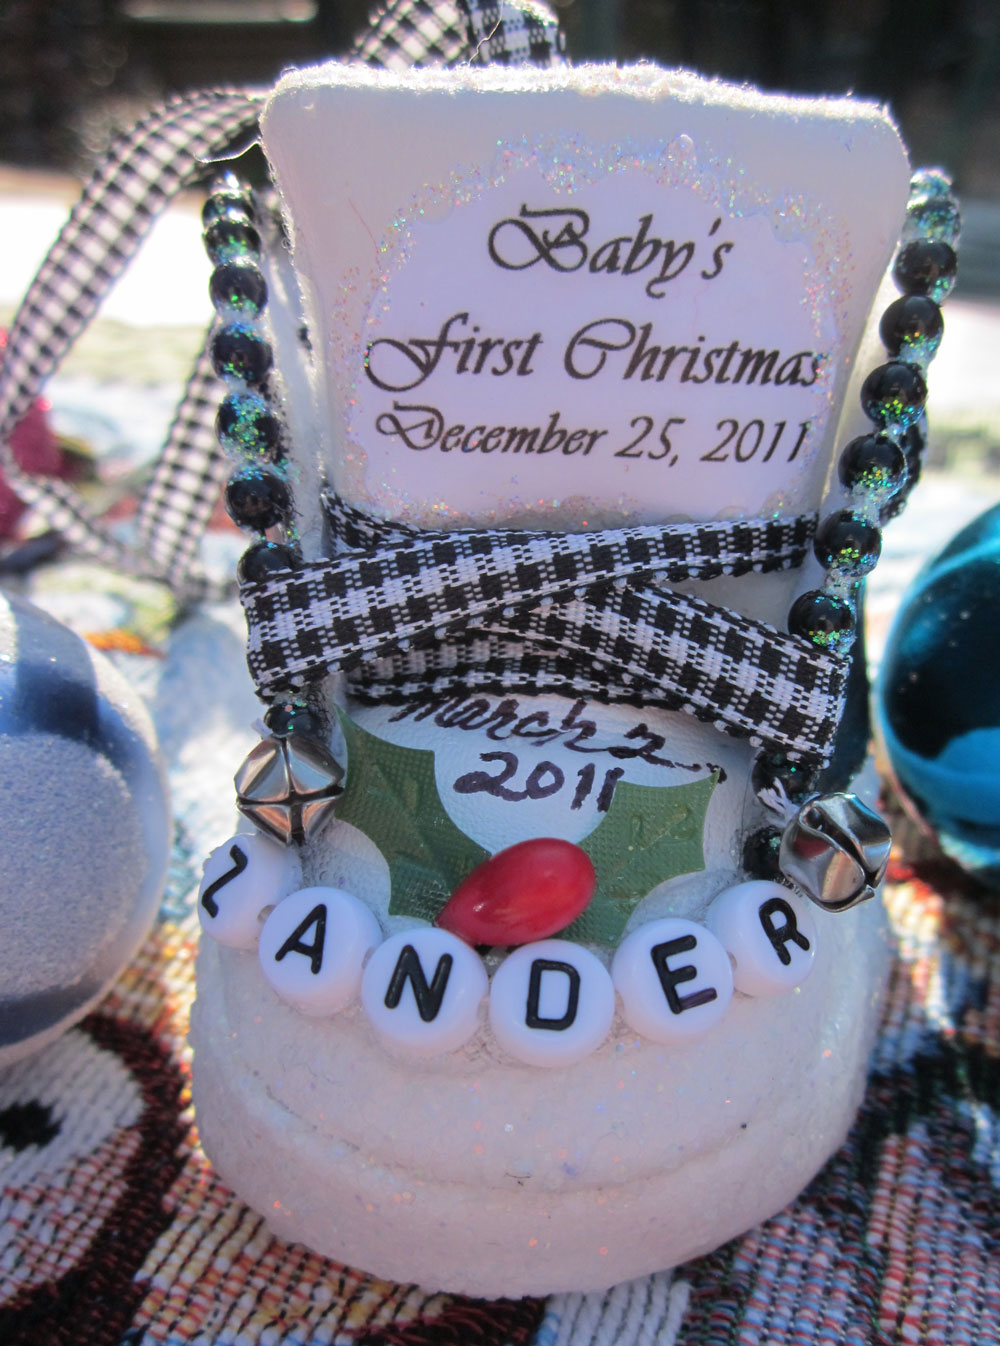 Baby's
First Christmas
December 25, 2011
March 2
2011
ZANDER